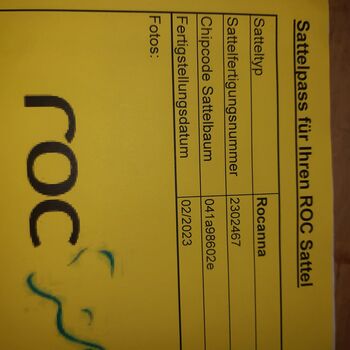 Sattelpass für Ihren ROC Sattel
Satteltyp Rocanna
Sattelfertigungsnummer 2302467
Chipcode Sattelbaum 041a98602e
Fertigstellungsdatum 02/2023
Fotos:
roc